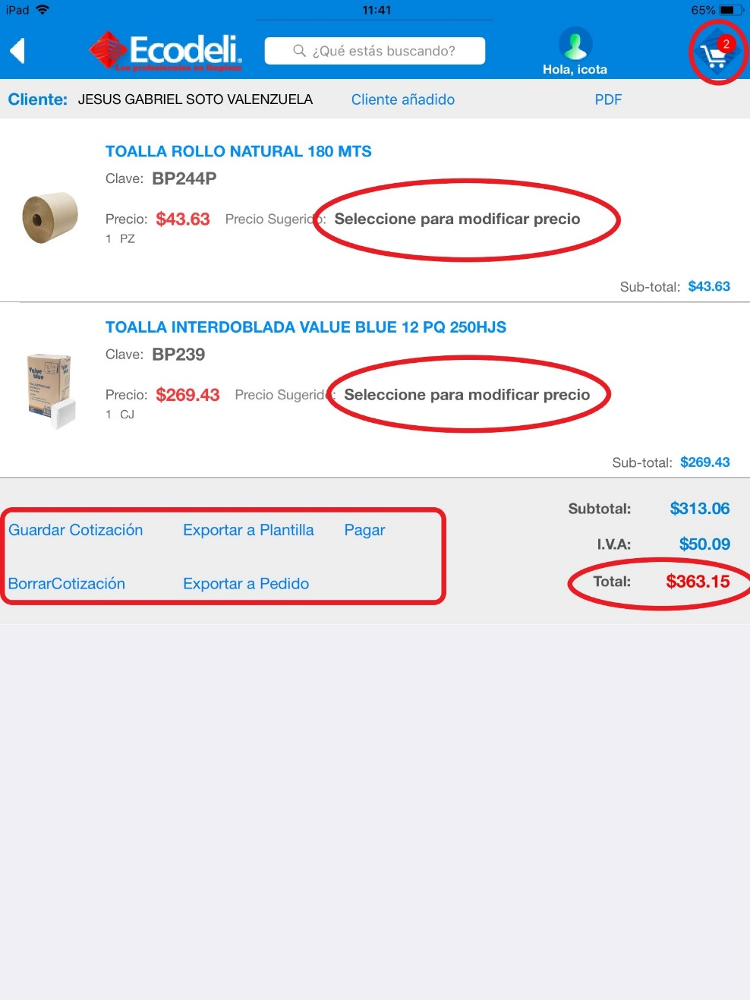 iPad 11:41 65%
Ecodeli®
Los profesionales en limpieza
¿Qué estás buscando?
Hola, icota
2
Cliente: JESUS GABRIEL SOTO VALENZUELA Cliente añadido PDF
TOALLA ROLLO NATURAL 180 MTS
Clave: BP244P
Precio: $43.63 Precio Sugerido: Seleccione para modificar precio
1 PZ
Sub-total: $43.63
TOALLA INTERDOBLADA VALUE BLUE 12 PQ 250HJS
Clave: BP239
Value blue
Precio: $269.43 Precio Sugerido: Seleccione para modificar precio
1 CJ
Sub-total: $269.43
Subtotal: $313.06
Guardar Cotización Exportar a Plantilla Pagar
I.V.A: $50.09
BorrarCotización Exportar a Pedido
Total: $363.15